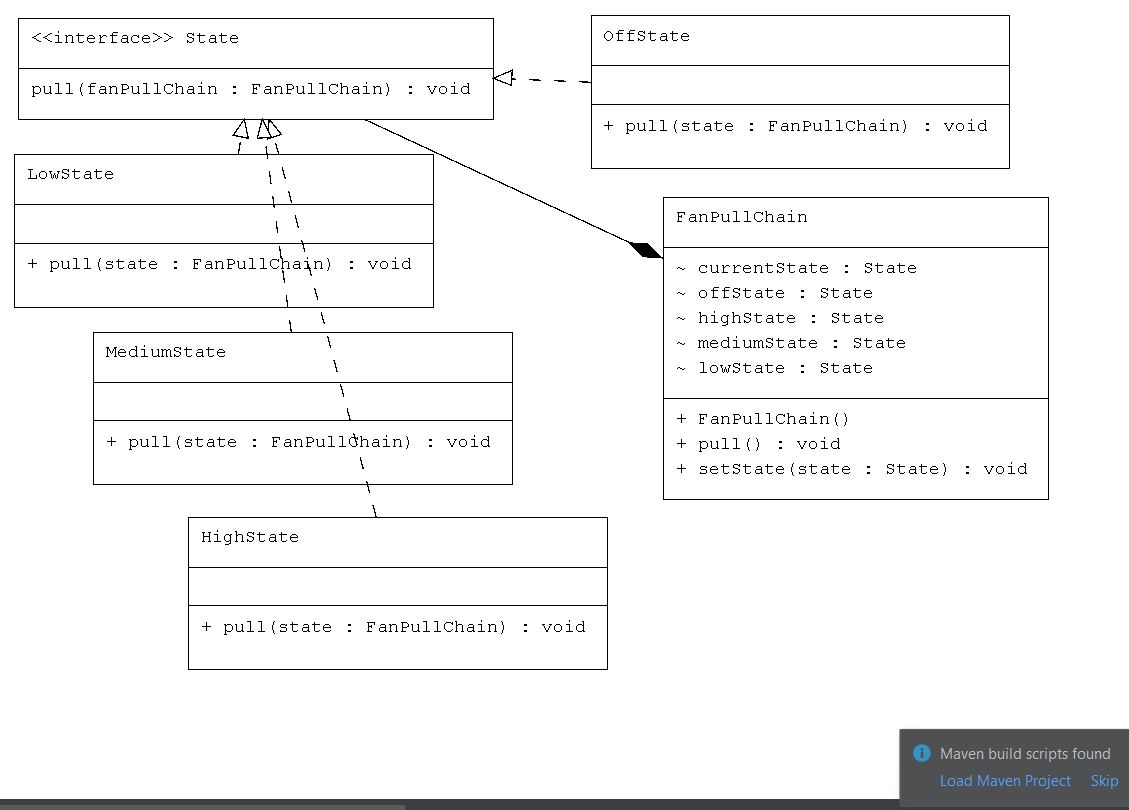 <<interface>> State
pull(fanPullChain : FanPullChain) : void
OffState
+ pull(state : FanPullChain) : void
LowState
+ pull(state : FanPullChain) : void
FanPullChain
~ currentState : State
~ offState : State
~ highState : State
~ mediumState : State
~ lowState : State
+ FanPullChain()
+ pull() : void
+ setState(state : State) : void
MediumState
+ pull(state : FanPullChain) : void
HighState
+ pull(state : FanPullChain) : void
Maven build scripts found
Load Maven Project Skip